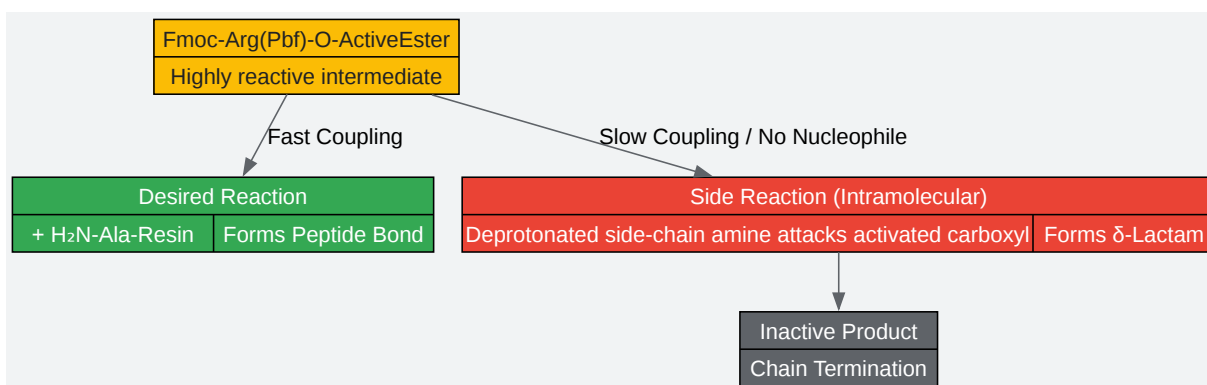 Fmoc-Arg(Pbf)-O-ActiveEster
Highly reactive intermediate
Fast Coupling
Slow Coupling / No Nucleophile
Desired Reaction
+ H₂N-Ala-Resin
Forms Peptide Bond
Side Reaction (Intramolecular)
Deprotonated side-chain amine attacks activated carboxyl
Forms δ-Lactam
Inactive Product
Chain Termination